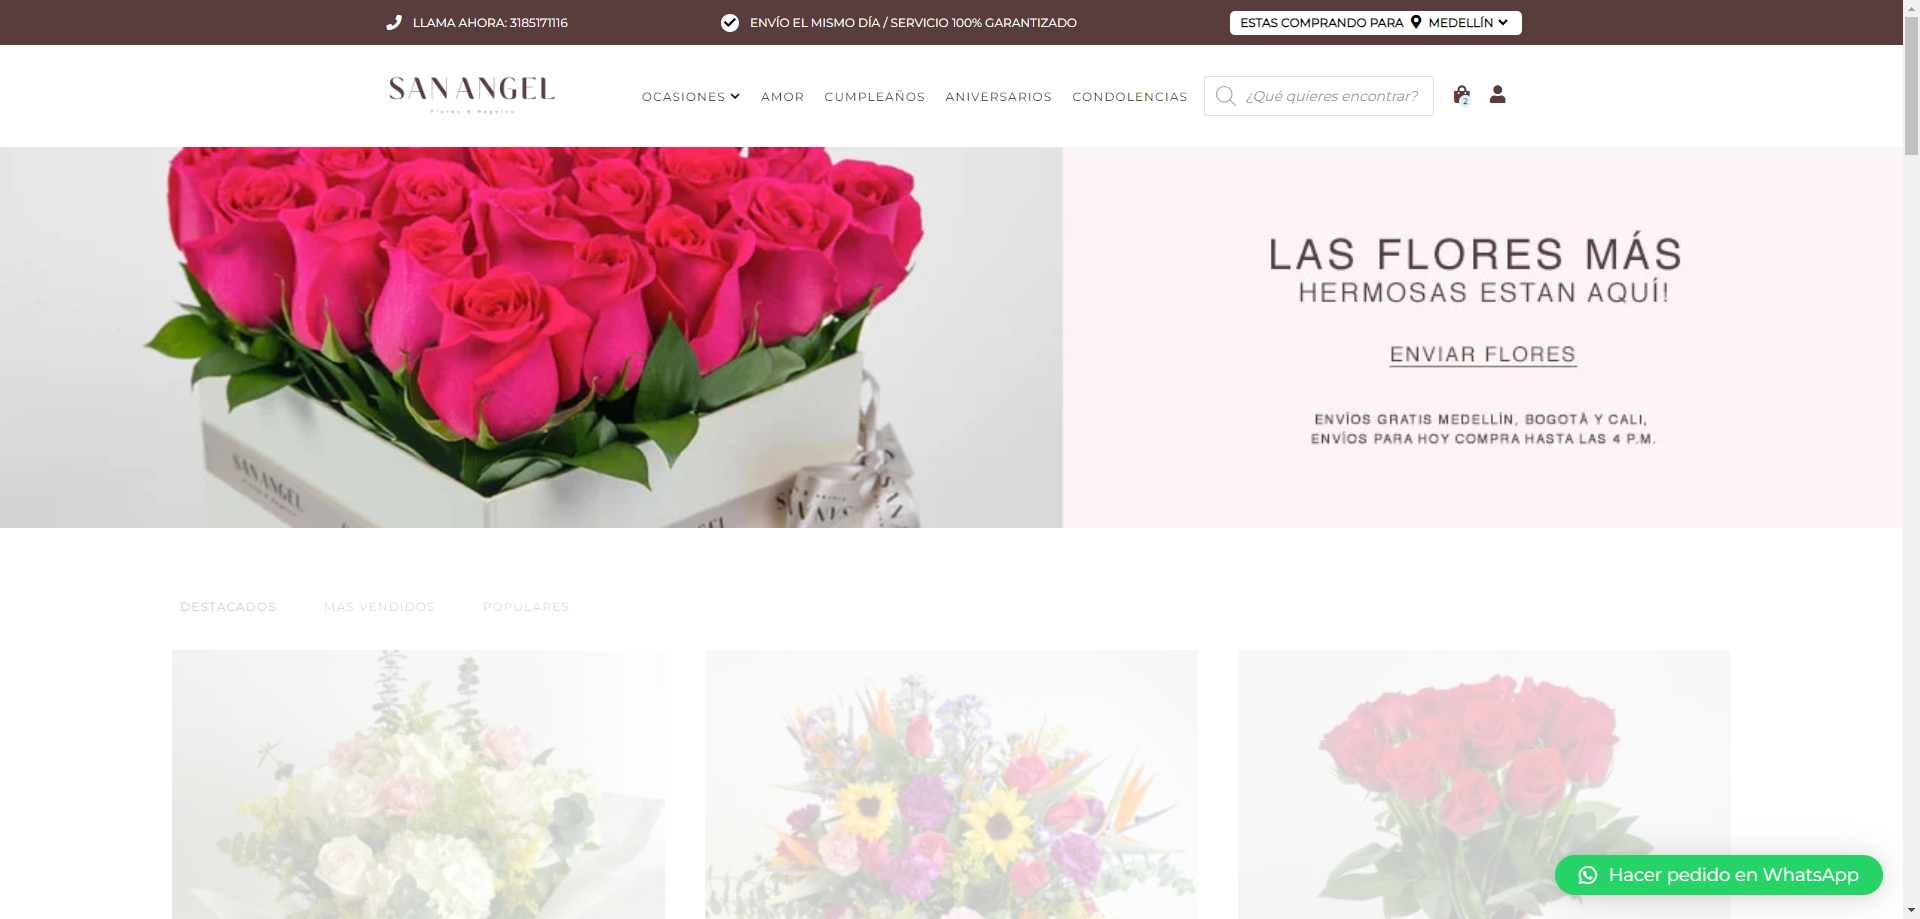 LLAMA AHORA: 3185171116
ENVÍO EL MISMO DÍA / SERVICIO 100% GARANTIZADO
ESTAS COMPRANDO PARA MEDELLÍN
SAN ANGEL
Flores & Regalos
OCASIONES
AMOR
CUMPLEAÑOS
ANIVERSARIOS
CONDOLENCIAS
¿Qué quieres encontrar?
2
LAS FLORES MÁS
HERMOSAS ESTAN AQUÍ!
ENVIAR FLORES
ENVÍOS GRATIS MEDELLÍN, BOGOTÁ Y CALI,
ENVÍOS PARA HOY COMPRA HASTA LAS 4 P.M.
SAN ANGEL
DESTACADOS
MÁS VENDIDOS
POPULARES
Hacer pedido en WhatsApp